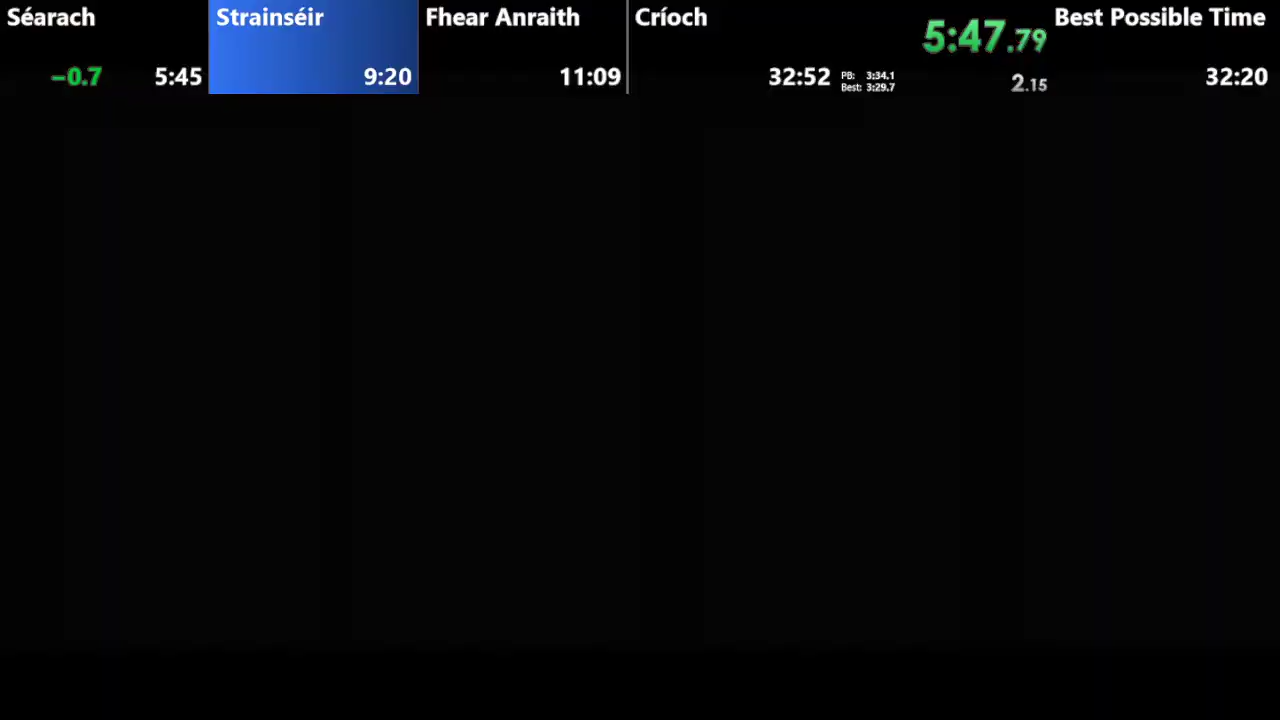 Séarach
−0.7 5:45
Strainséir
9:20
Fhear Anraith
11:09
Críoch
32:52
PB: 3:34.1
Best: 3:29.7
5:47.79
2.15
Best Possible Time
32:20